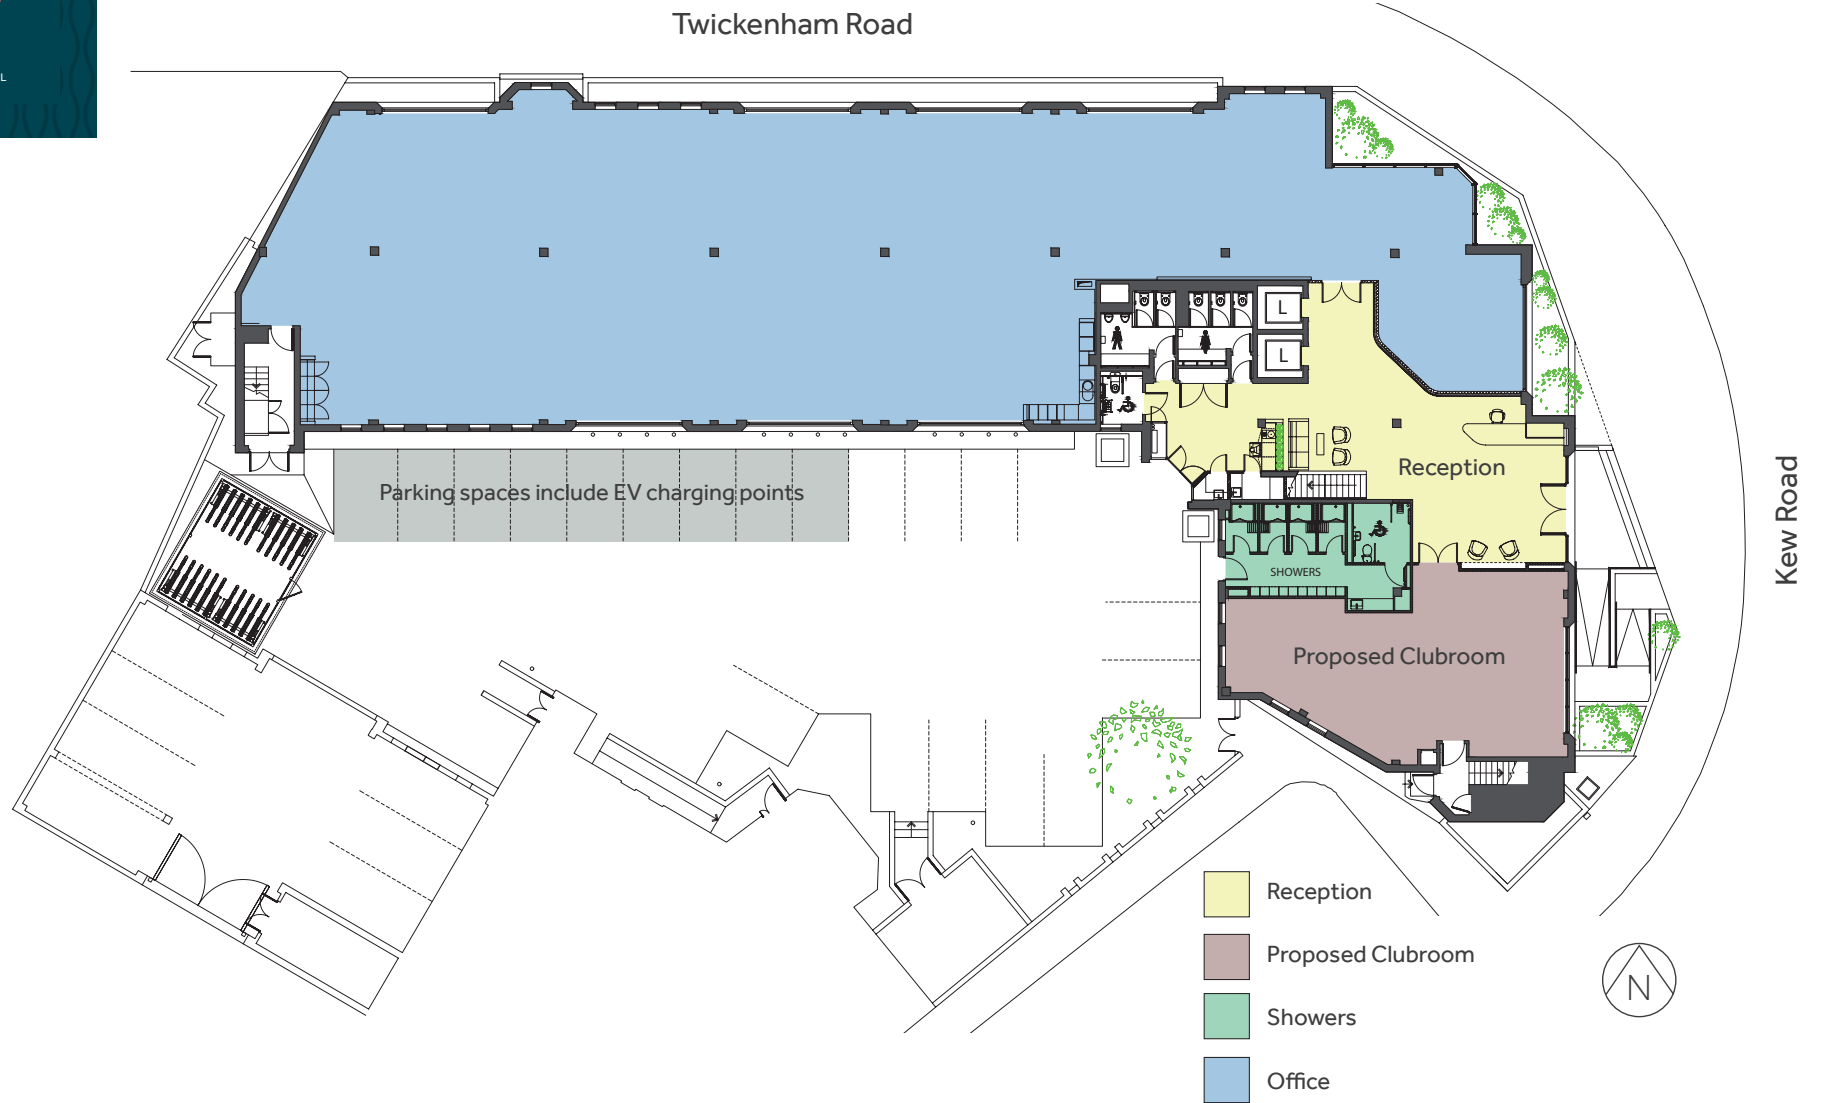 Twickenham Road
L
L
L
Kew Road
Reception
Parking spaces include EV charging points
SHOWERS
Proposed Clubroom
Reception
Proposed Clubroom
Showers
Office
N